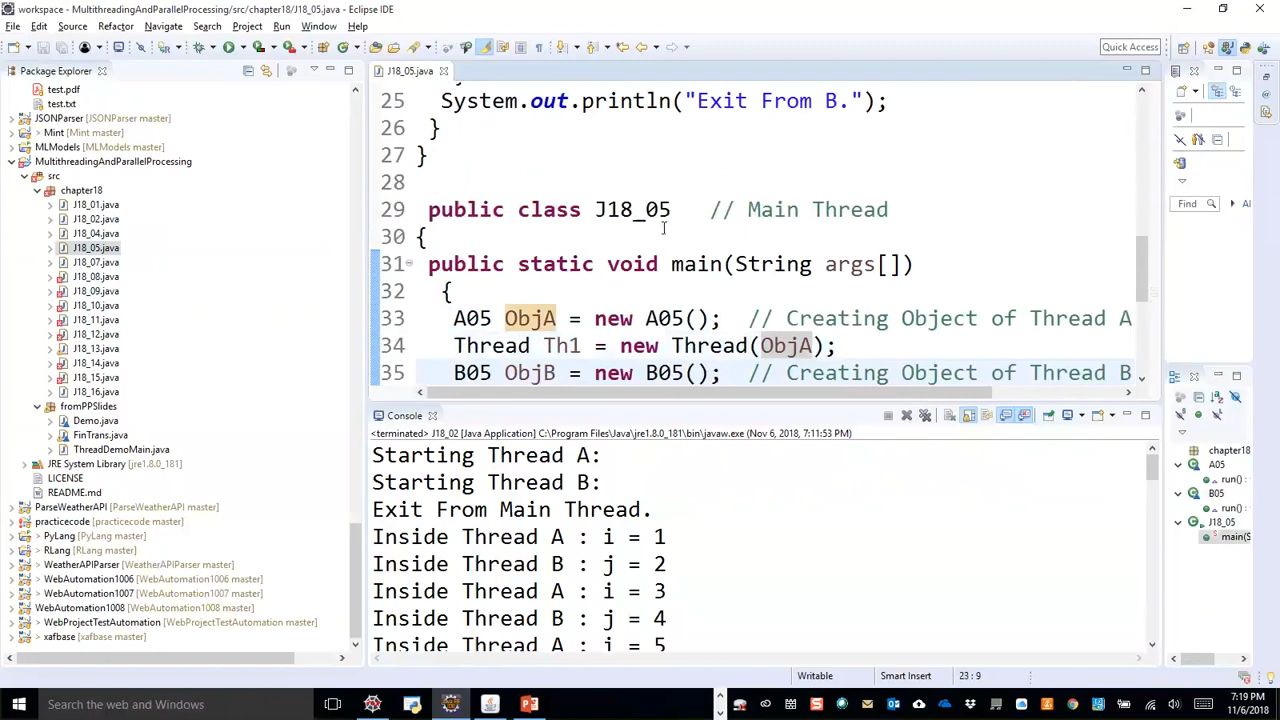 workspace - MultithreadingAndParallelProcessing/src/chapter18/J18_05.java - Eclipse IDE
File Edit Source Refactor Navigate Search Project Run Window Help
Quick Access
Package Explorer
test.pdf
test.txt
JSONParser [JSONParser master]
Mint [Mint master]
MLModels [MLModels master]
MultithreadingAndParallelProcessing
src
chapter18
J18_01.java
J18_02.java
J18_04.java
J18_05.java
J18_07.java
J18_08.java
J18_09.java
J18_10.java
J18_11.java
J18_12.java
J18_13.java
J18_14.java
J18_15.java
J18_16.java
fromPPSlides
Demo.java
FinTrans.java
ThreadDemoMain.java
JRE System Library [jre1.8.0_181]
LICENSE
README.md
ParseWeatherAPI [ParseWeatherAPI master]
practicecode [practicecode master]
PyLang [PyLang master]
RLang [RLang master]
WeatherAPIParser [WeatherAPIParser master]
WebAutomation1006 [WebAutomation1006 master]
WebAutomation1007 [WebAutomation1007 master]
WebAutomation1008 [WebAutomation1008 master]
WebProjectTestAutomation [WebProjectTestAutomation master]
xafbase [xafbase master]
J18_05.java
25 System.out.println("Exit From B.");
26 }
27 }
28
29 public class J18_05 // Main Thread
30 {
31 public static void main(String args[])
32 {
33 A05 ObjA = new A05(); // Creating Object of Thread A
34 Thread Th1 = new Thread(ObjA);
35 B05 ObjB = new B05(); // Creating Object of Thread B
Console
<terminated> J18_02 [Java Application] C:\Program Files\Java\jre1.8.0_181\bin\javaw.exe (Nov 6, 2018, 7:11:53 PM)
Starting Thread A:
Starting Thread B:
Exit From Main Thread.
Inside Thread A : i = 1
Inside Thread B : j = 2
Inside Thread A : i = 3
Inside Thread B : j = 4
Inside Thread A : i = 5
Find
chapter18
A05
run() :
B05
run() :
J18_05
main(S
Writable Smart Insert 23 : 9
Search the web and Windows
7:19 PM
11/6/2018